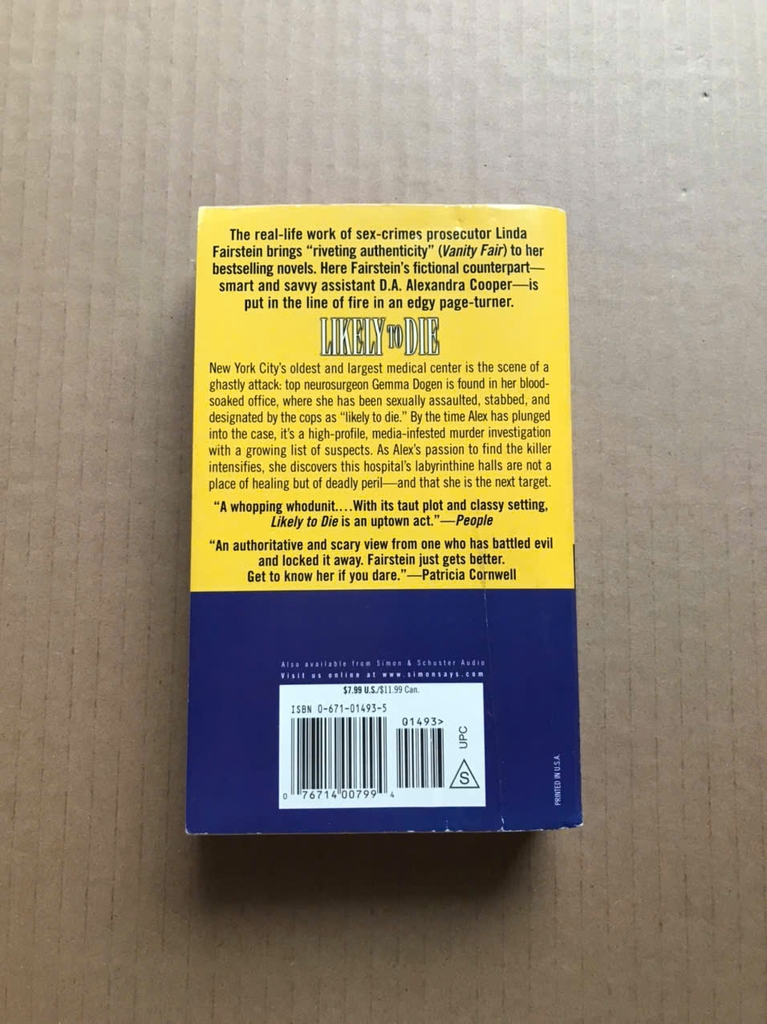 The real-life work of sex-crimes prosecutor Linda
Fairstein brings “riveting authenticity” (Vanity Fair) to her
bestselling novels. Here Fairstein’s fictional counterpart—
smart and savvy assistant D.A. Alexandra Cooper—is
put in the line of fire in an edgy page-turner.
LIKELY TO DIE
New York City’s oldest and largest medical center is the scene of a
ghastly attack: top neurosurgeon Gemma Dogen is found in her blood-
soaked office, where she has been sexually assaulted, stabbed, and
designated by the cops as “likely to die.” By the time Alex has plunged
into the case, it’s a high-profile, media-infested murder investigation
with a growing list of suspects. As Alex’s passion to find the killer
intensifies, she discovers this hospital’s labyrinthine halls are not a
place of healing but of deadly peril—and that she is the next target.
“A whopping whodunit....With its taut plot and classy setting,
Likely to Die is an uptown act.”—People
“An authoritative and scary view from one who has battled evil
and locked it away. Fairstein just gets better.
Get to know her if you dare.”—Patricia Cornwell
Also available from Simon & Schuster Audio
Visit us online at www.simonsays.com
$7.99 U.S./$11.99 Can.
ISBN 0-671-01493-5
01493>
UPC
S
0 76714 00799 4
PRINTED IN U.S.A.